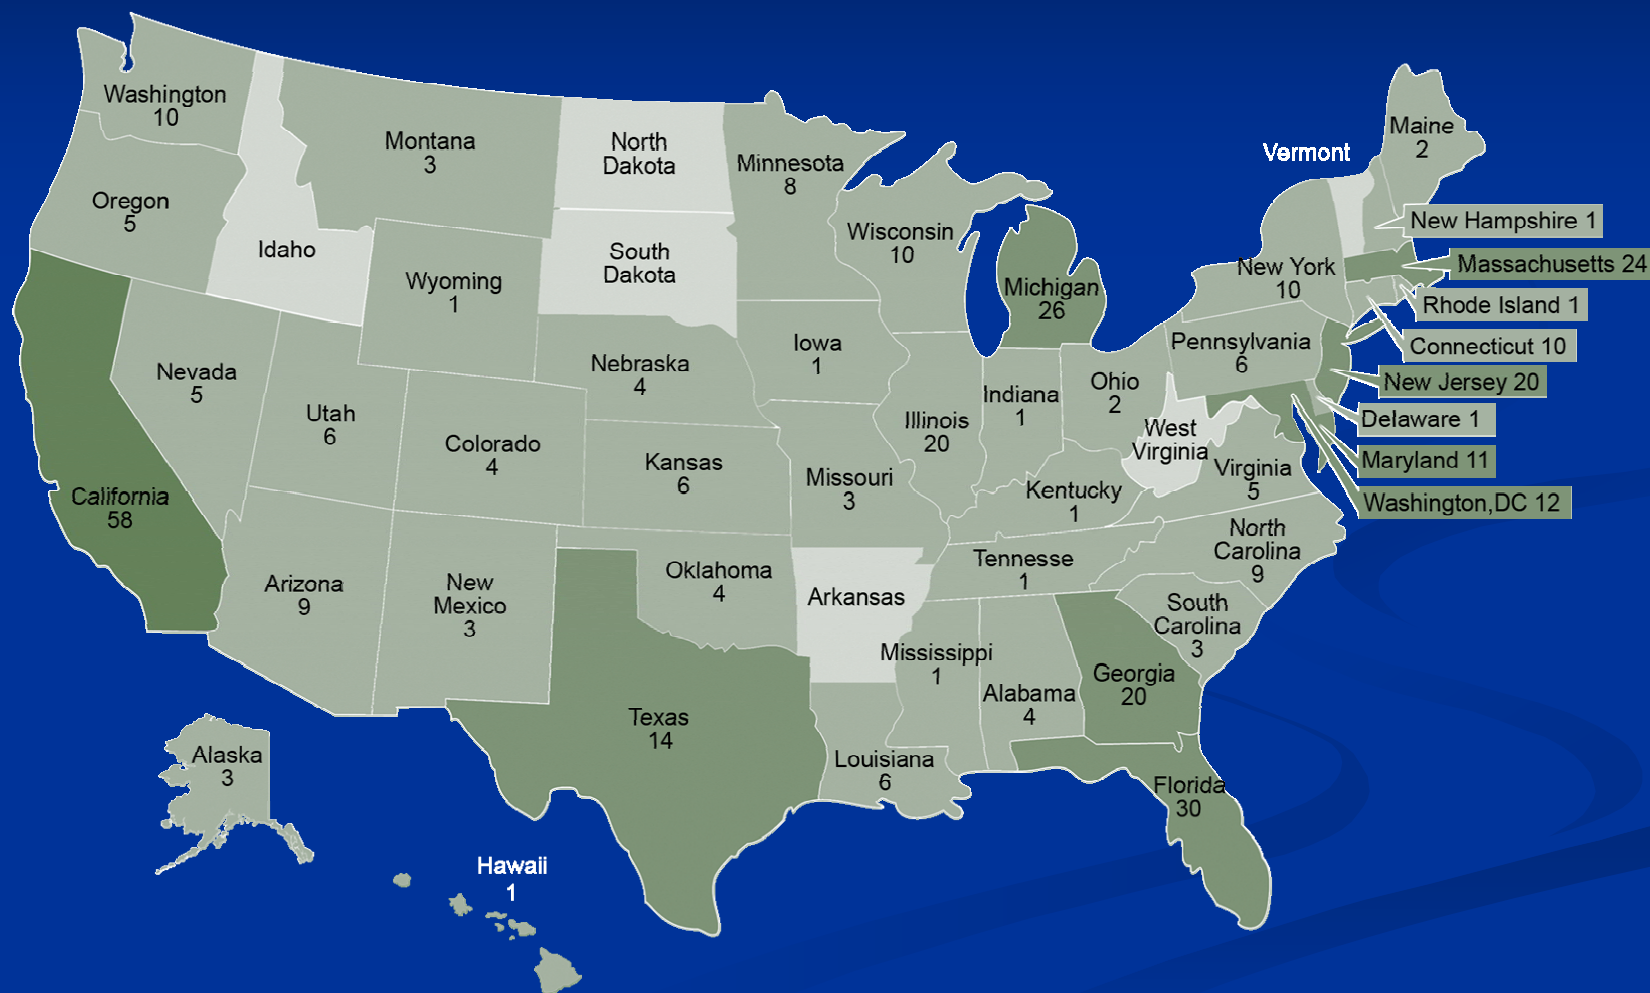 Washington
10
Montana
3
North
Dakota
Minnesota
8
Maine
2
Vermont
Oregon
5
Idaho
Wyoming
1
South
Dakota
Wisconsin
10
Michigan
26
New York
10
New Hampshire 1
Massachusetts 24
Rhode Island 1
Connecticut 10
New Jersey 20
Delaware 1
Maryland 11
Washington,DC 12
Nevada
5
Utah
6
Colorado
4
Nebraska
4
Iowa
1
Illinois
20
Indiana
1
Ohio
2
Pennsylvania
6
West
Virginia
Virginia
5
California
58
Kansas
6
Missouri
3
Kentucky
1
North
Carolina
9
Arizona
9
New
Mexico
3
Oklahoma
4
Arkansas
Tennesse
1
South
Carolina
3
Mississippi
1
Alabama
4
Georgia
20
Texas
14
Louisiana
6
Florida
30
Alaska
3
Hawaii
1